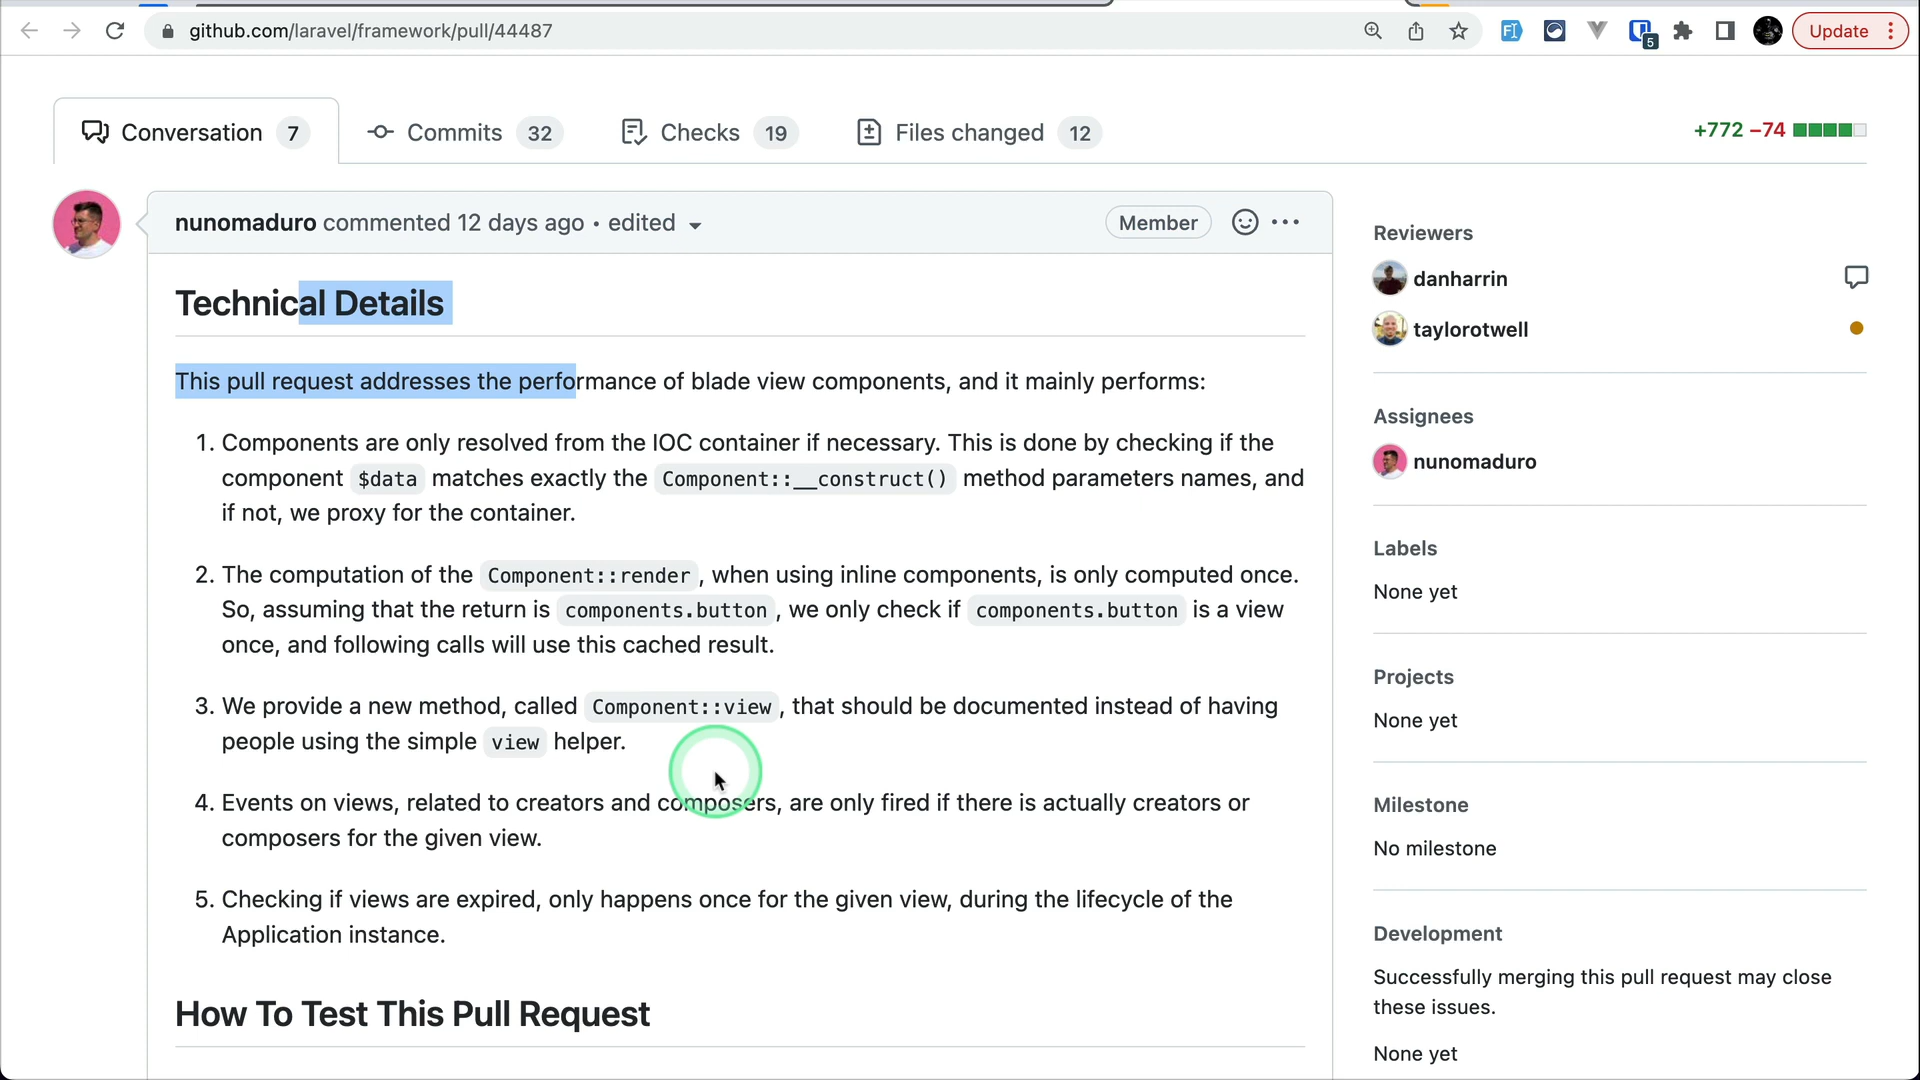 github.com/laravel/framework/pull/44487
5
Update
Conversation 7
Commits 32
Checks 19
Files changed 12
+772 −74
nunomaduro commented 12 days ago • edited
Member
Technical Details
This pull request addresses the performance of blade view components, and it mainly performs:
1. Components are only resolved from the IOC container if necessary. This is done by checking if the
component $data matches exactly the Component::__construct() method parameters names, and
if not, we proxy for the container.
2. The computation of the Component::render, when using inline components, is only computed once.
So, assuming that the return is components.button, we only check if components.button is a view
once, and following calls will use this cached result.
3. We provide a new method, called Component::view, that should be documented instead of having
people using the simple view helper.
4. Events on views, related to creators and composers, are only fired if there is actually creators or
composers for the given view.
5. Checking if views are expired, only happens once for the given view, during the lifecycle of the
Application instance.
How To Test This Pull Request
Reviewers
danharrin
taylorotwell
Assignees
nunomaduro
Labels
None yet
Projects
None yet
Milestone
No milestone
Development
Successfully merging this pull request may close
these issues.
None yet